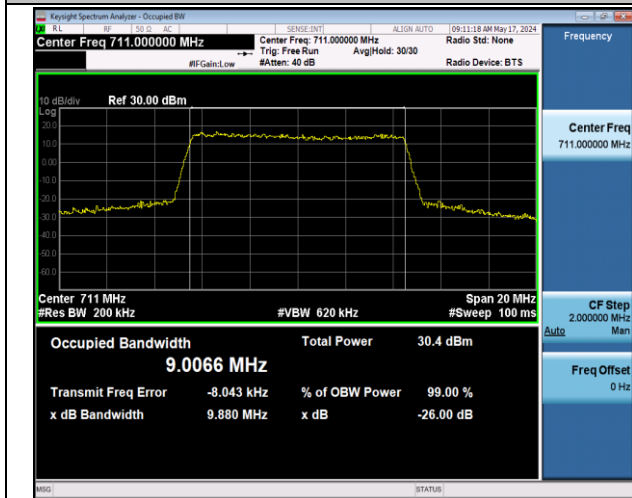 Keysight Spectrum Analyzer - Occupied BW
RL RF 50 Ω AC SENSE:INT ALIGN AUTO 09:11:18 AM May 17, 2024
Center Freq 711.000000 MHz
Center Freq: 711.000000 MHz
Radio Std: None
Trig: Free Run Avg|Hold: 30/30
#IFGain:Low #Atten: 40 dB Radio Device: BTS
Frequency
10 dB/div Ref 30.00 dBm
Log
20.0
10.0
0.00
-10.0
-20.0
-30.0
-40.0
-50.0
-60.0
Center Freq
711.000000 MHz
Center 711 MHz Span 20 MHz
#Res BW 200 kHz #VBW 620 kHz #Sweep 100 ms
CF Step
2.000000 MHz
Auto Man
Occupied Bandwidth Total Power 30.4 dBm
9.0066 MHz
Transmit Freq Error -8.043 kHz % of OBW Power 99.00 %
x dB Bandwidth 9.880 MHz x dB -26.00 dB
Freq Offset
0 Hz
MSG STATUS